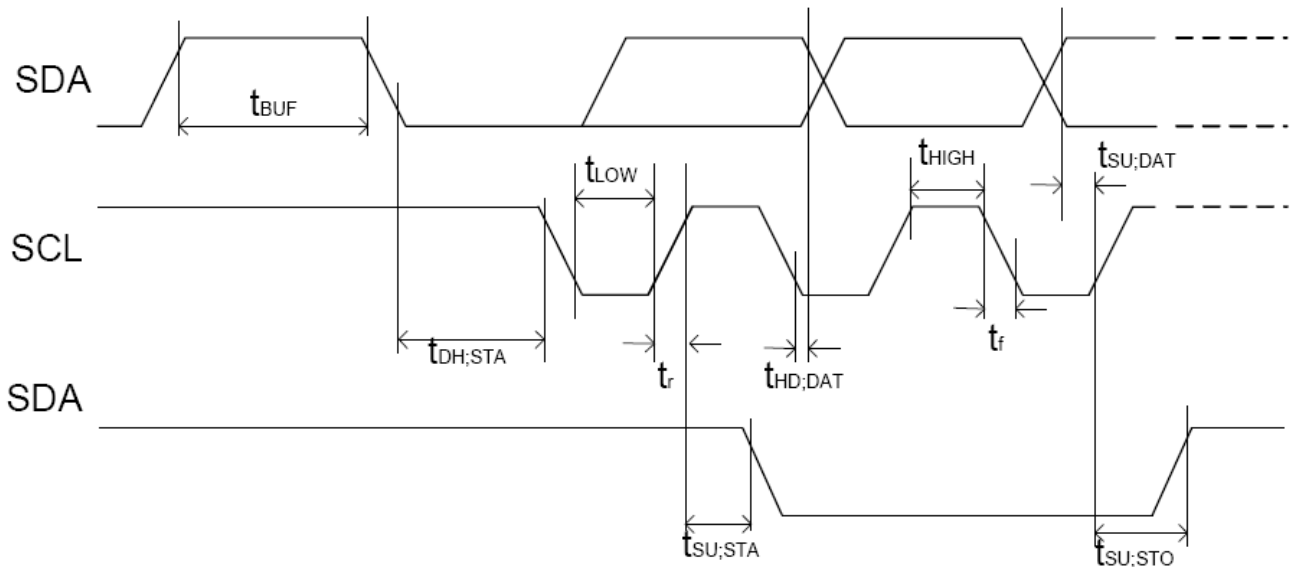 SDA
tBUF
tLOW
tHIGH
tSU;DAT
SCL
tDH;STA
tr
tHD;DAT
tf
SDA
tSU;STA
tSU;STO